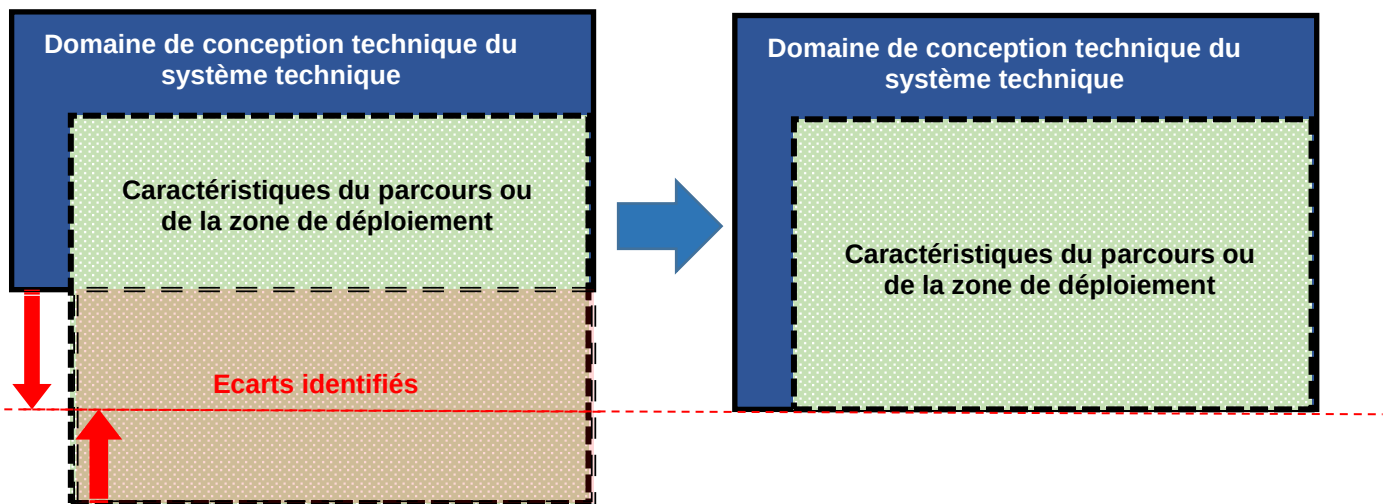 Domaine de conception technique du
système technique
Caractéristiques du parcours ou
de la zone de déploiement
Ecarts identifiés
Domaine de conception technique du
système technique
Caractéristiques du parcours ou
de la zone de déploiement